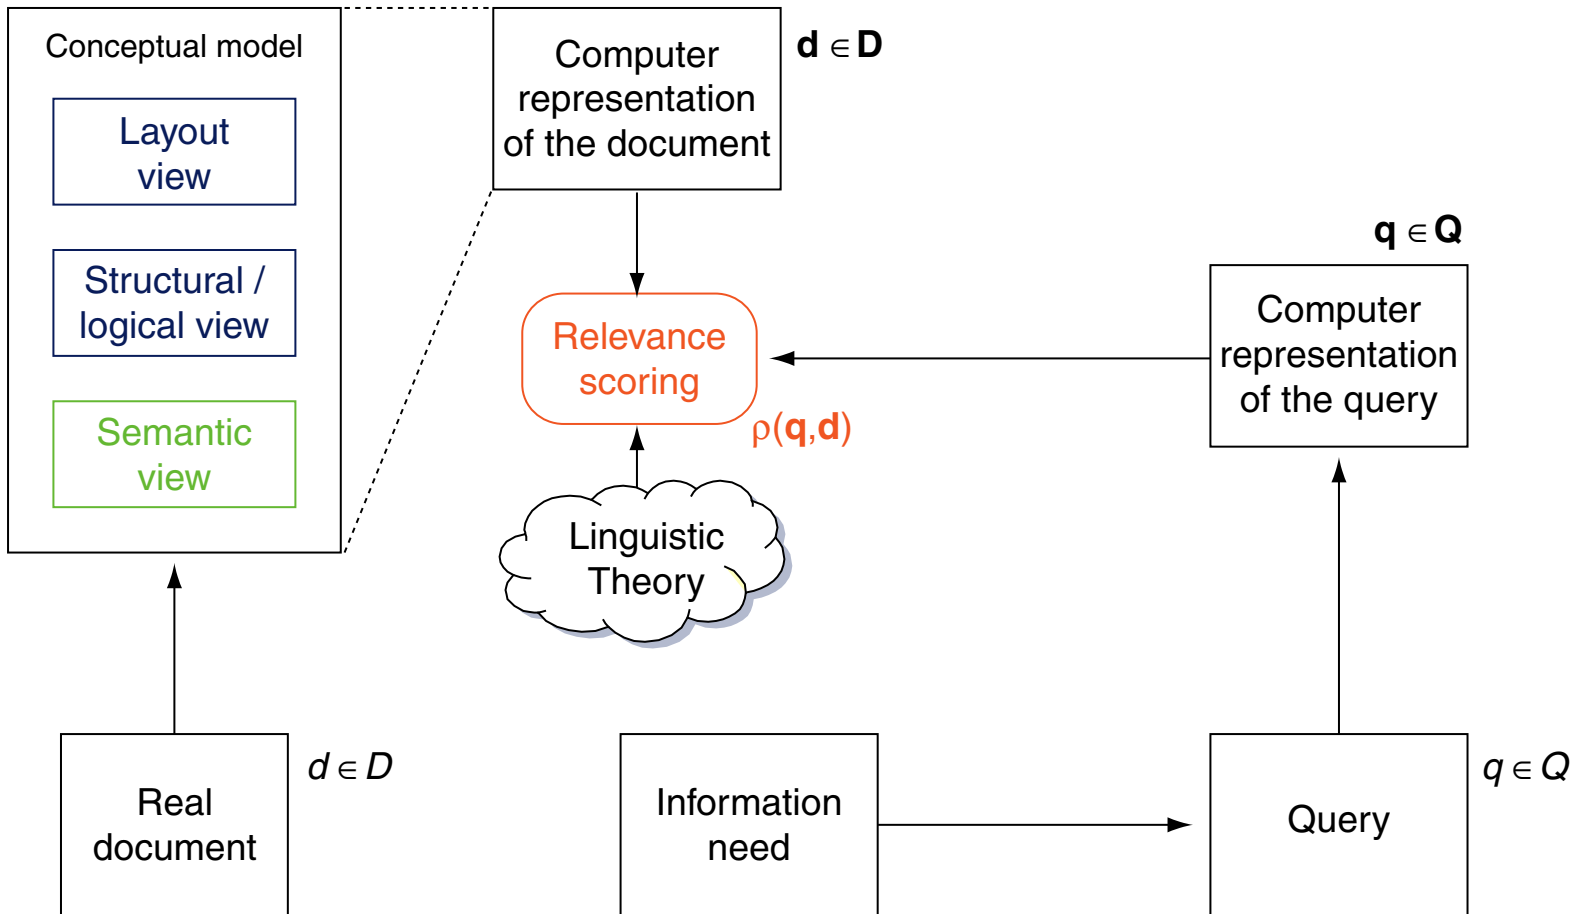 Conceptual model
Layout
view
Structural /
logical view
Semantic
view
Computer
representation
of the document
d ∈ D
Relevance
scoring
ρ(q,d)
Linguistic
Theory
q ∈ Q
Computer
representation
of the query
Real
document
d ∈ D
Information
need
Query
q ∈ Q